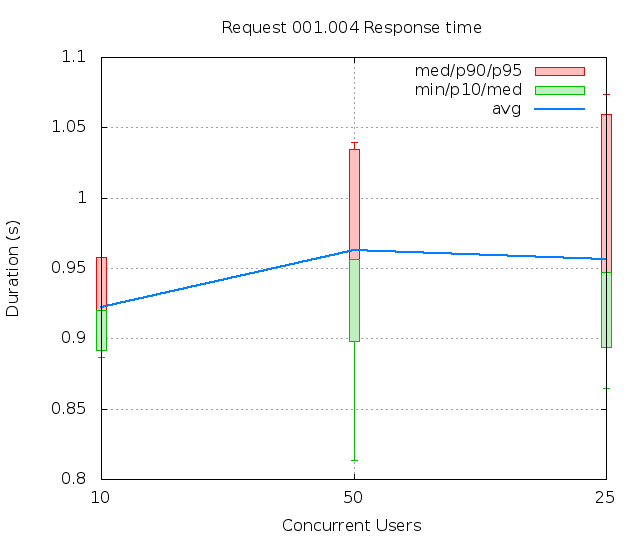 Request 001.004 Response time
1.1
1.05
1
0.95
0.9
0.85
0.8
Duration (s)
med/p90/p95
min/p10/med
avg
10 50 25
Concurrent Users